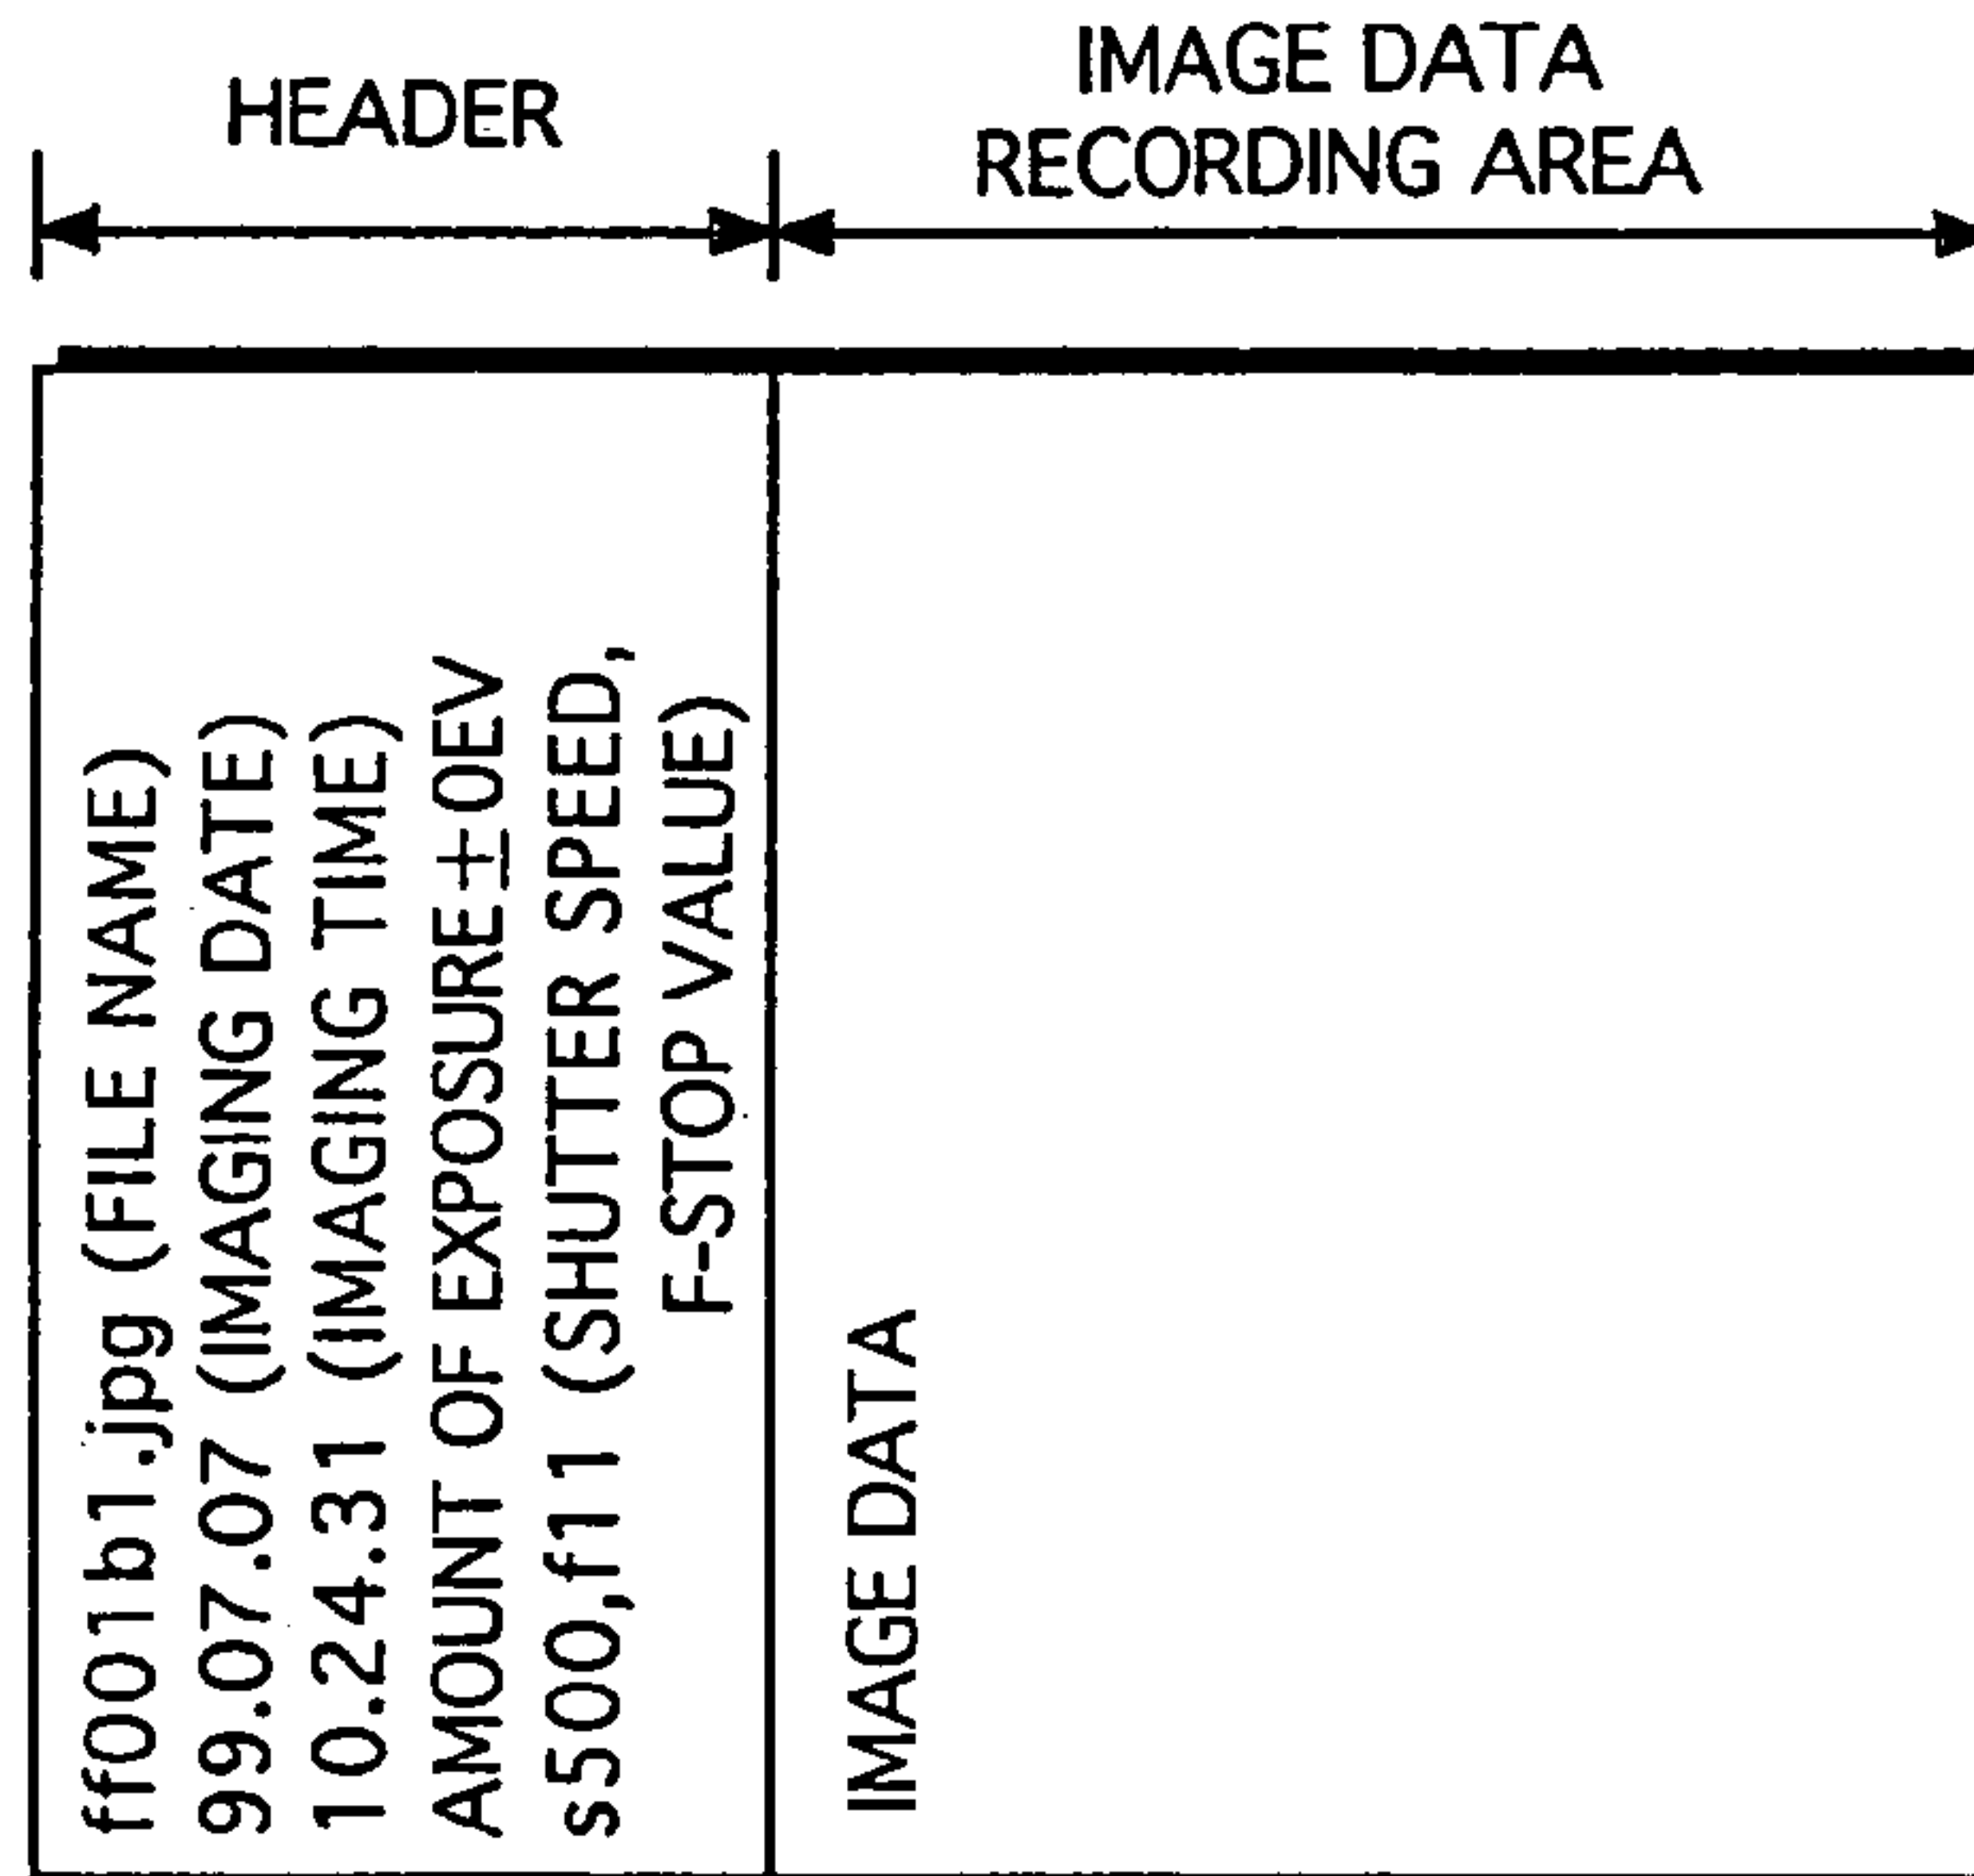 HEADER
IMAGE DATA
RECORDING AREA
ff001b1.jpg (FILE NAME)
99.07.07 (IMAGING DATE)
10.24.31 (IMAGING TIME)
AMOUNT OF EXPOSURE±0EV
s500,f11 (SHUTTER SPEED,
F-STOP VALUE)
IMAGE DATA